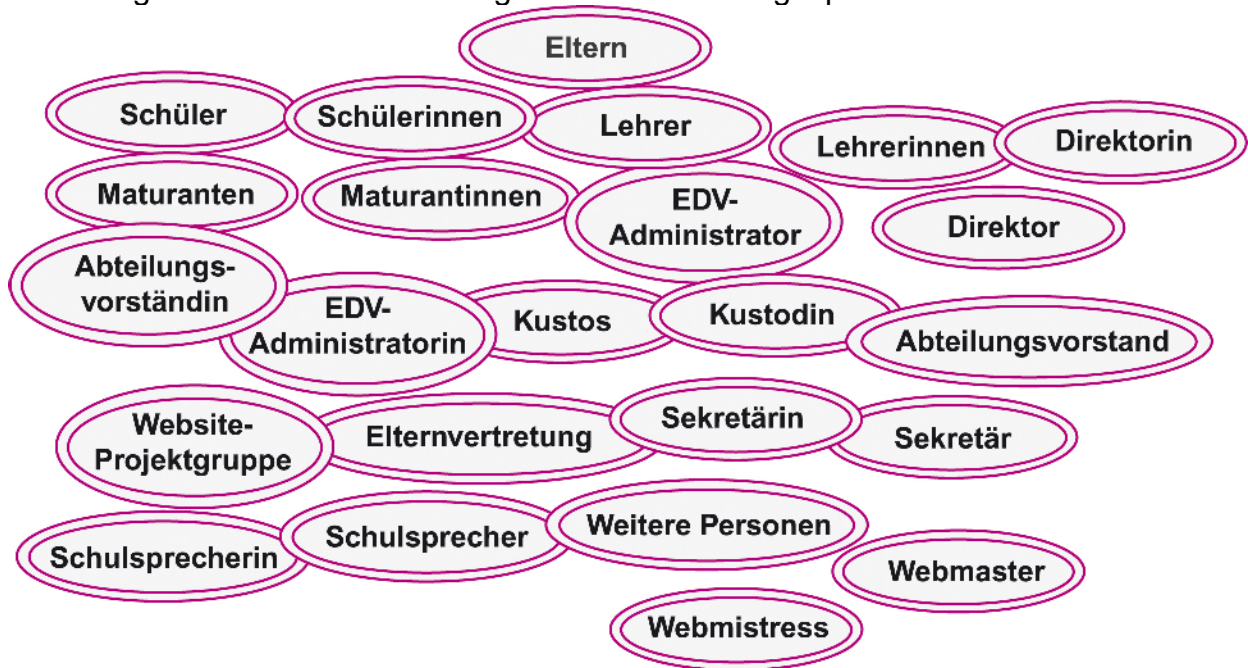 Eltern
Schüler
Schülerinnen
Lehrer
Lehrerinnen
Direktorin
Maturanten
Maturantinnen
EDV-
Administrator
Direktor
Abteilungs-
vorständin
EDV-
Administratorin
Kustos
Kustodin
Abteilungsvorstand
Website-
Projektgruppe
Elternvertretung
Sekretärin
Sekretär
Schulsprecherin
Schulsprecher
Weitere Personen
Webmaster
Webmistress